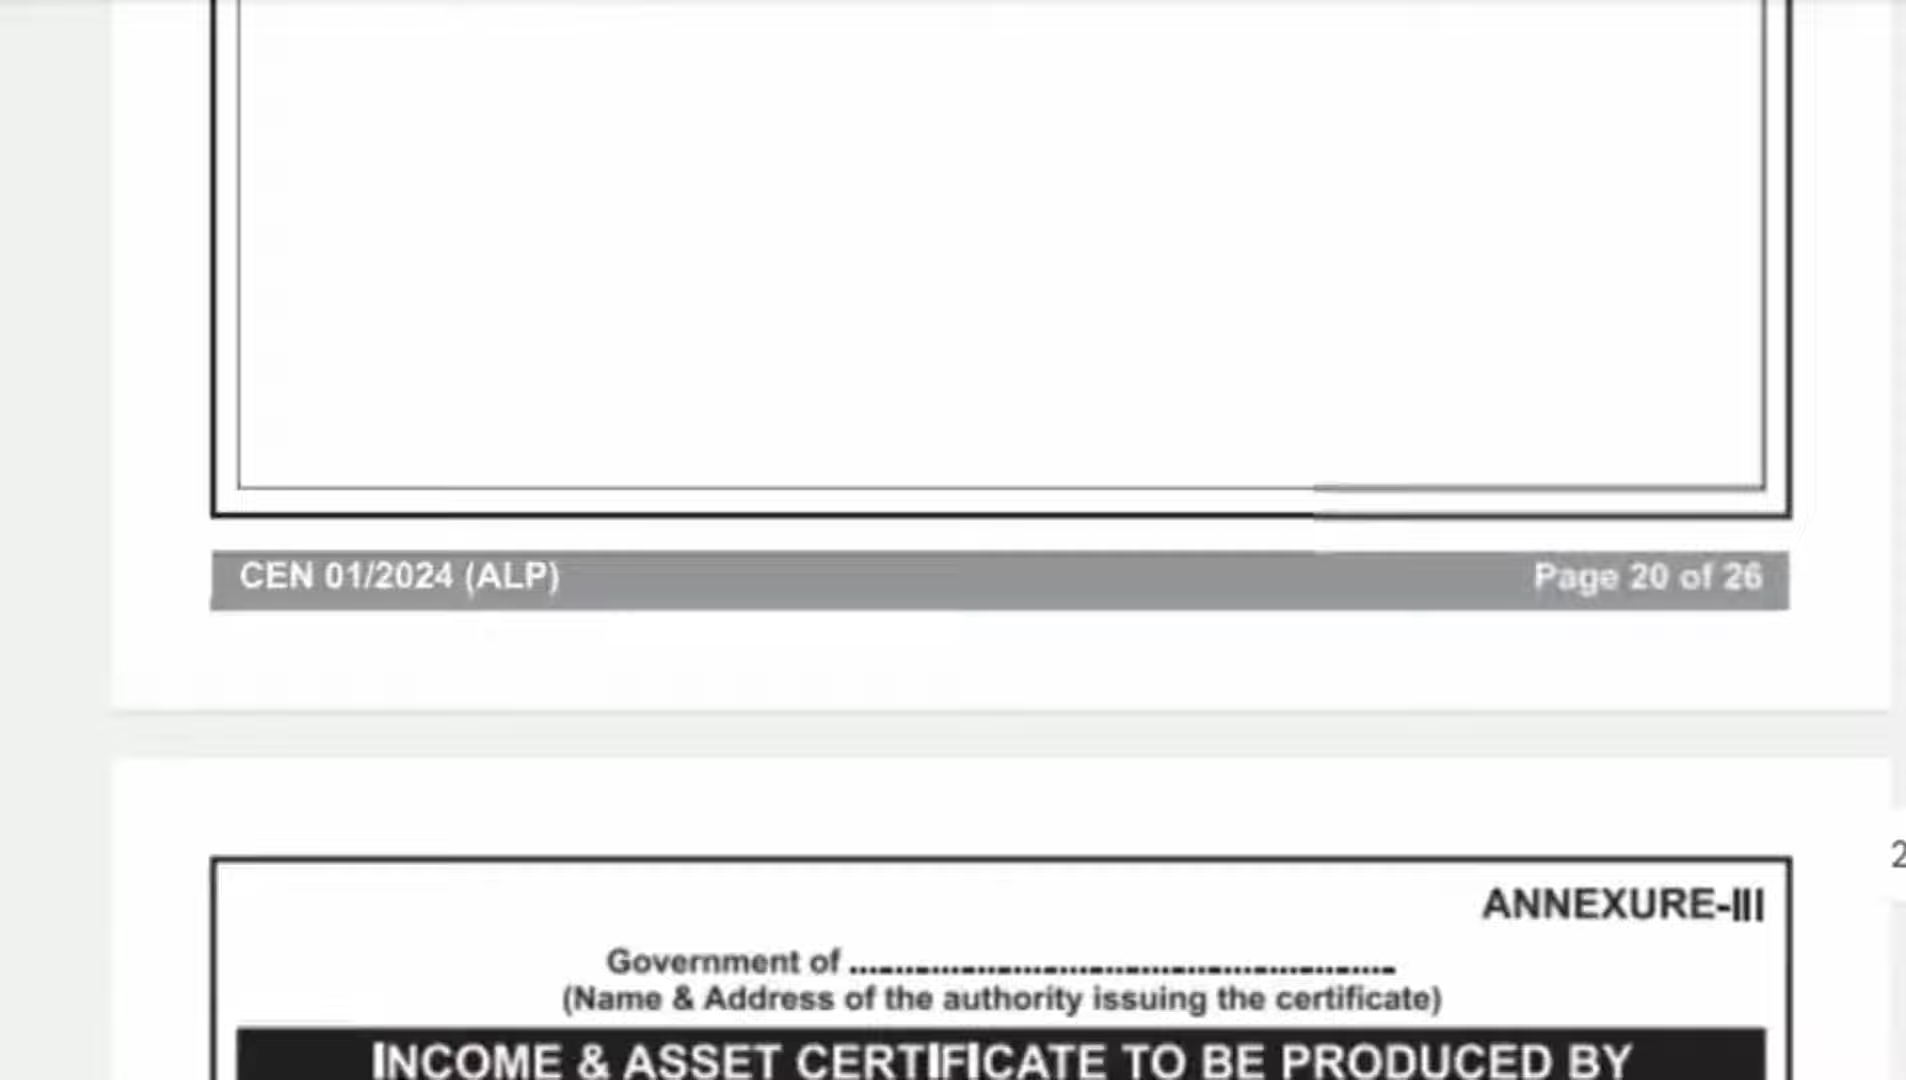 CEN 01/2024 (ALP) Page 20 of 26
2
ANNEXURE-III
Government of ............................................................
(Name & Address of the authority issuing the certificate)
INCOME & ASSET CERTIFICATE TO BE PRODUCED BY